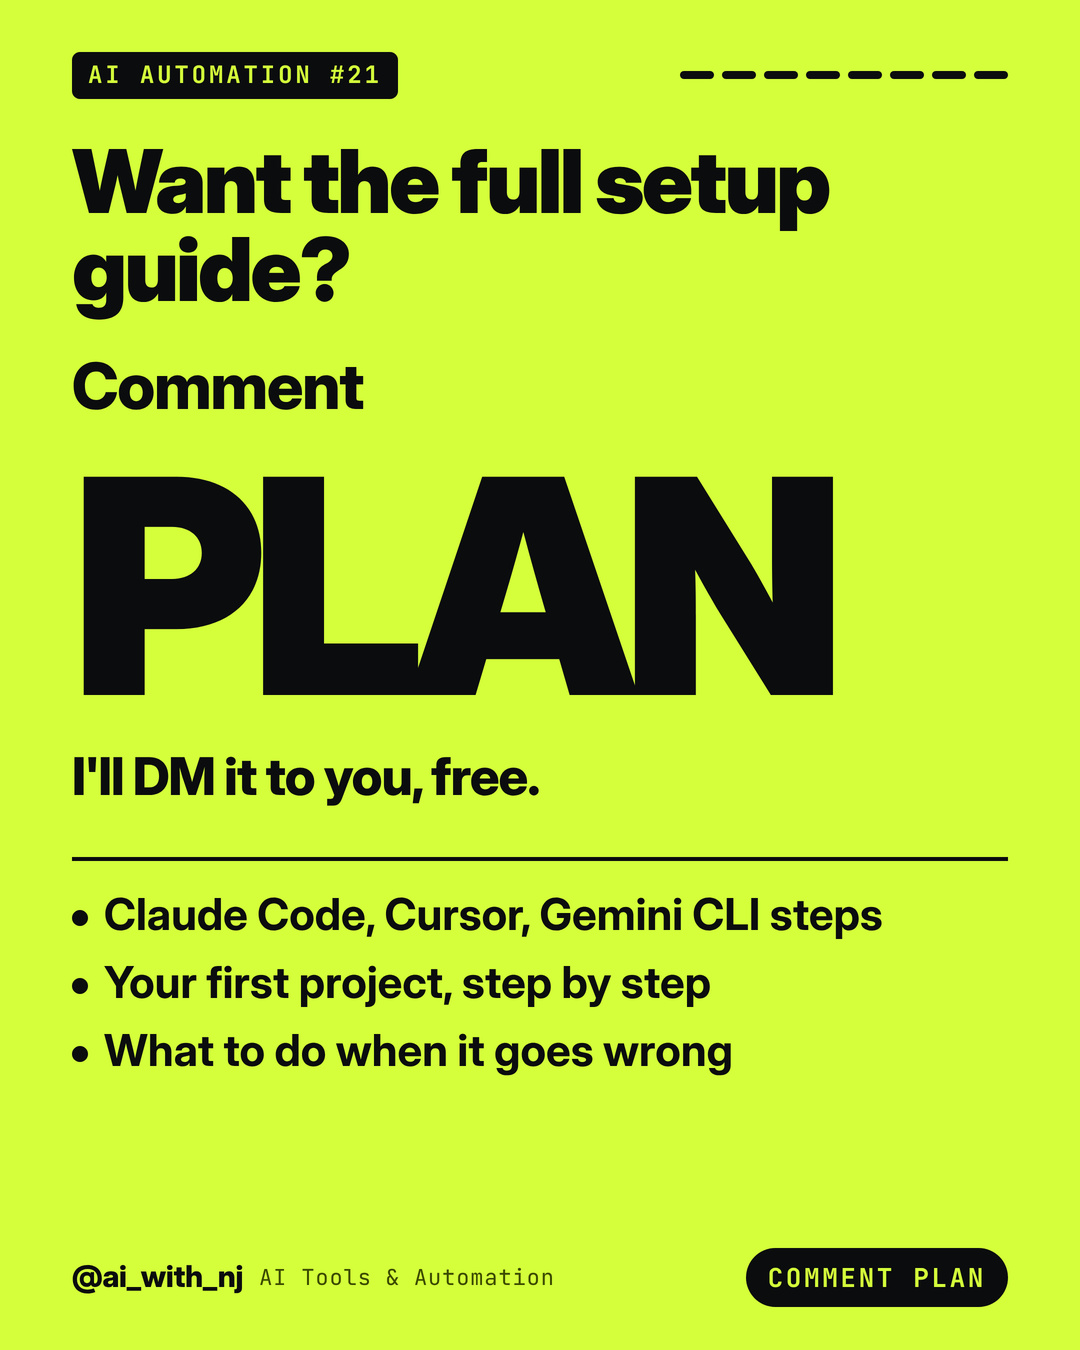 AI AUTOMATION #21
Want the full setup
guide?
Comment
PLAN
I'll DM it to you, free.
• Claude Code, Cursor, Gemini CLI steps
• Your first project, step by step
• What to do when it goes wrong
@ai_with_nj AI Tools & Automation
COMMENT PLAN